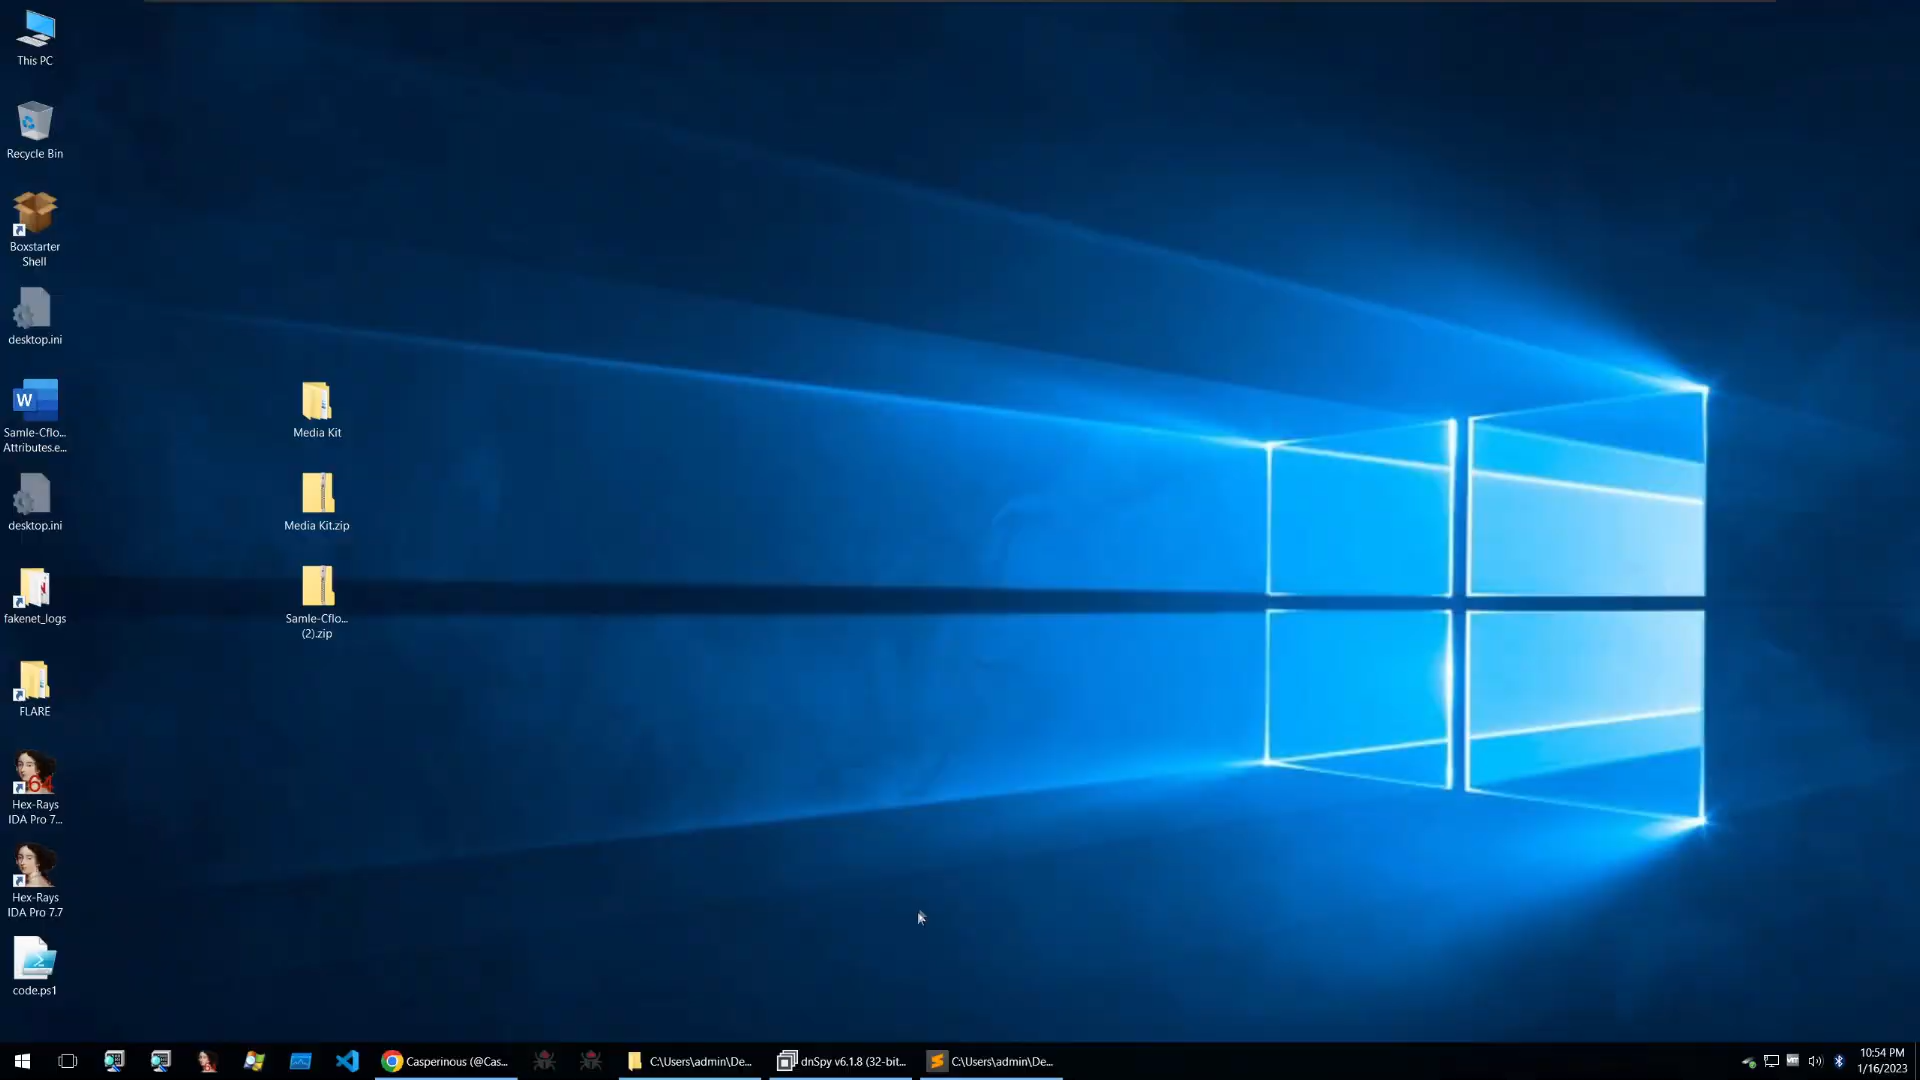 This PC
Recycle Bin
Boxstarter
Shell
desktop.ini
W
Samle-Cflo...
Attributes.e...
desktop.ini
fakenet_logs
FLARE
64
Hex-Rays
IDA Pro 7...
Hex-Rays
IDA Pro 7.7
code.ps1
Media Kit
Media Kit.zip
Samle-Cflo...
(2).zip
Casperinous (@Cas...
C:\Users\admin\De...
dnSpy v6.1.8 (32-bit...
C:\Users\admin\De...
10:54 PM
1/16/2023